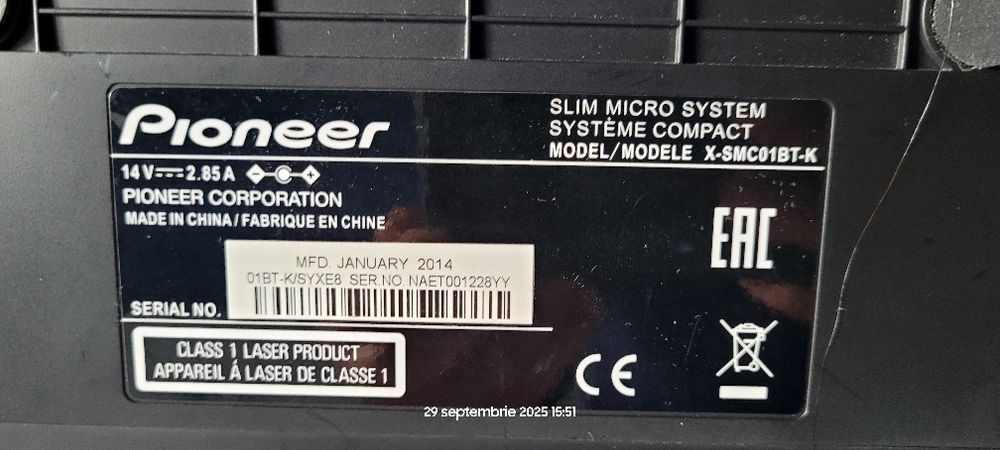 Pioneer
SLIM MICRO SYSTEM
SYSTÈME COMPACT
MODEL/MODELE X-SMC01BT-K
14V 2.85A
PIONEER CORPORATION
MADE IN CHINA/FABRIQUE EN CHINE
EAC
MFD. JANUARY 2014
01BT-K/SYXE8 SER.NO. NAET001228YY
SERIAL NO.
CLASS 1 LASER PRODUCT
APPAREIL Á LASER DE CLASSE 1
CE
29 septembrie 2025 15:51